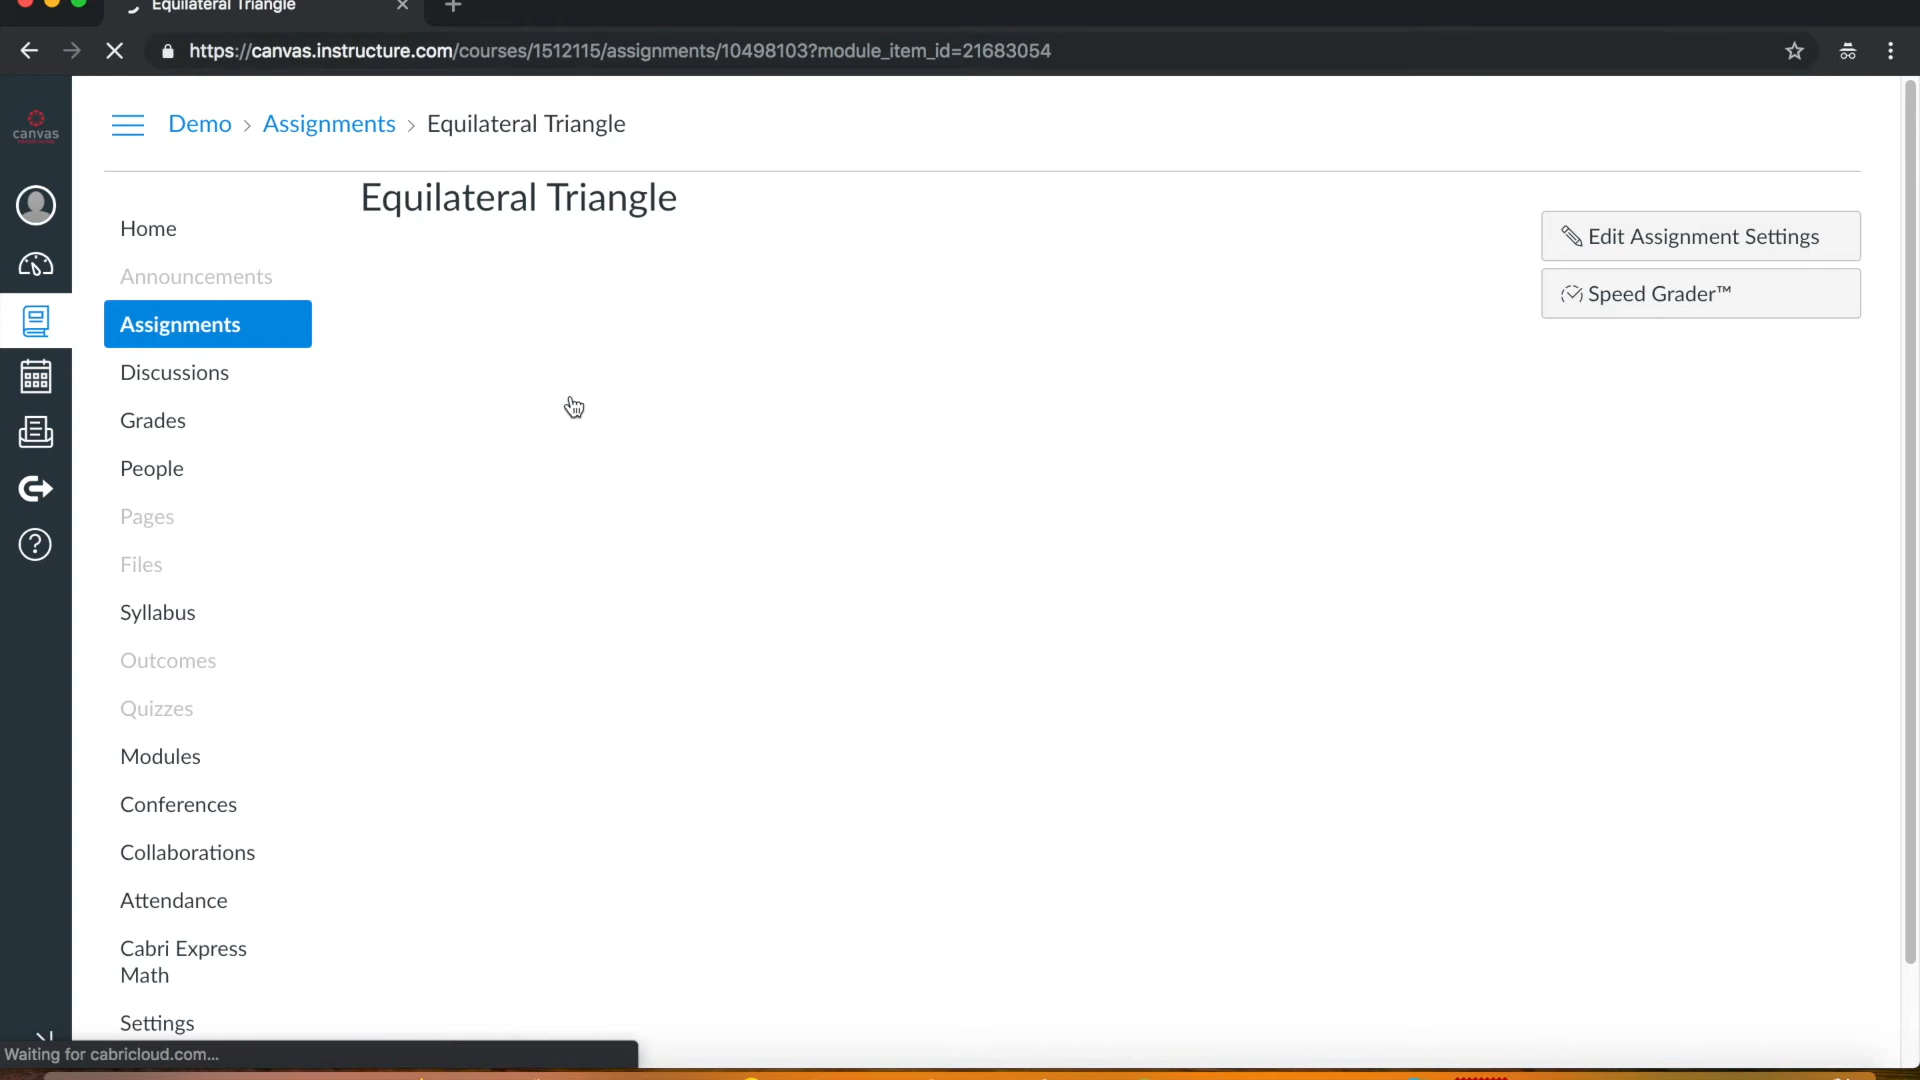 Equilateral Triangle
https://canvas.instructure.com/courses/1512115/assignments/10498103?module_item_id=21683054
canvas
Demo > Assignments > Equilateral Triangle
Equilateral Triangle
Edit Assignment Settings
Speed Grader™
Home
Announcements
Assignments
Discussions
Grades
People
Pages
Files
Syllabus
Outcomes
Quizzes
Modules
Conferences
Collaborations
Attendance
Cabri Express
Math
Settings
Waiting for cabricloud.com...